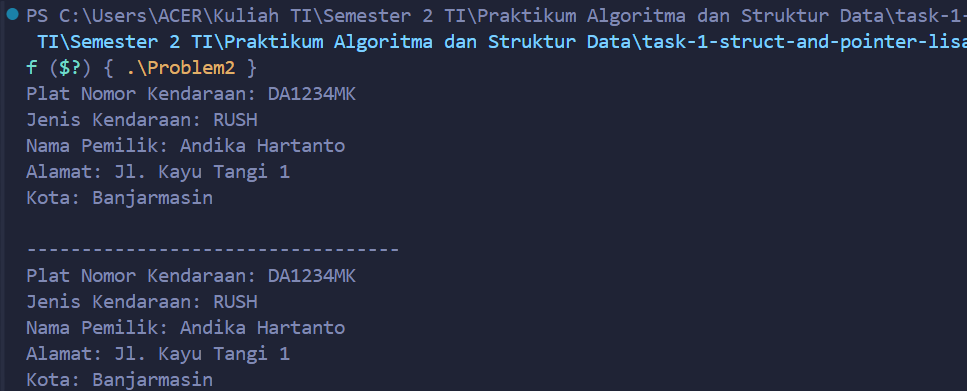 PS C:\Users\ACER\Kuliah TI\Semester 2 TI\Praktikum Algoritma dan Struktur Data\task-1-
TI\Semester 2 TI\Praktikum Algoritma dan Struktur Data\task-1-struct-and-pointer-lisa
f ($?) { .\Problem2 }
Plat Nomor Kendaraan: DA1234MK
Jenis Kendaraan: RUSH
Nama Pemilik: Andika Hartanto
Alamat: Jl. Kayu Tangi 1
Kota: Banjarmasin
----------------------------------
Plat Nomor Kendaraan: DA1234MK
Jenis Kendaraan: RUSH
Nama Pemilik: Andika Hartanto
Alamat: Jl. Kayu Tangi 1
Kota: Banjarmasin